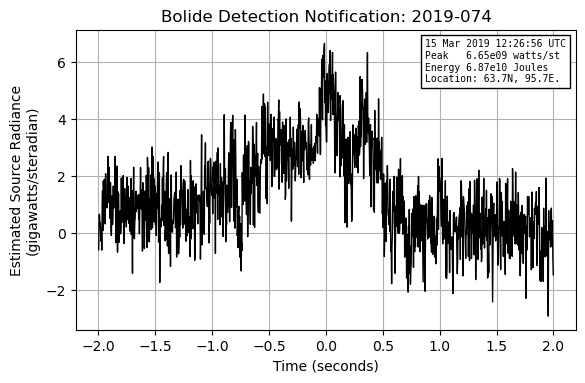 Bolide Detection Notification: 2019-074
15 Mar 2019 12:26:56 UTC
Peak   6.65e09 watts/st
Energy 6.87e10 Joules
Location: 63.7N, 95.7E.
Estimated Source Radiance
(gigawatts/steradian)
6
4
2
0
−2
−2.0 −1.5 −1.0 −0.5 0.0 0.5 1.0 1.5 2.0
Time (seconds)